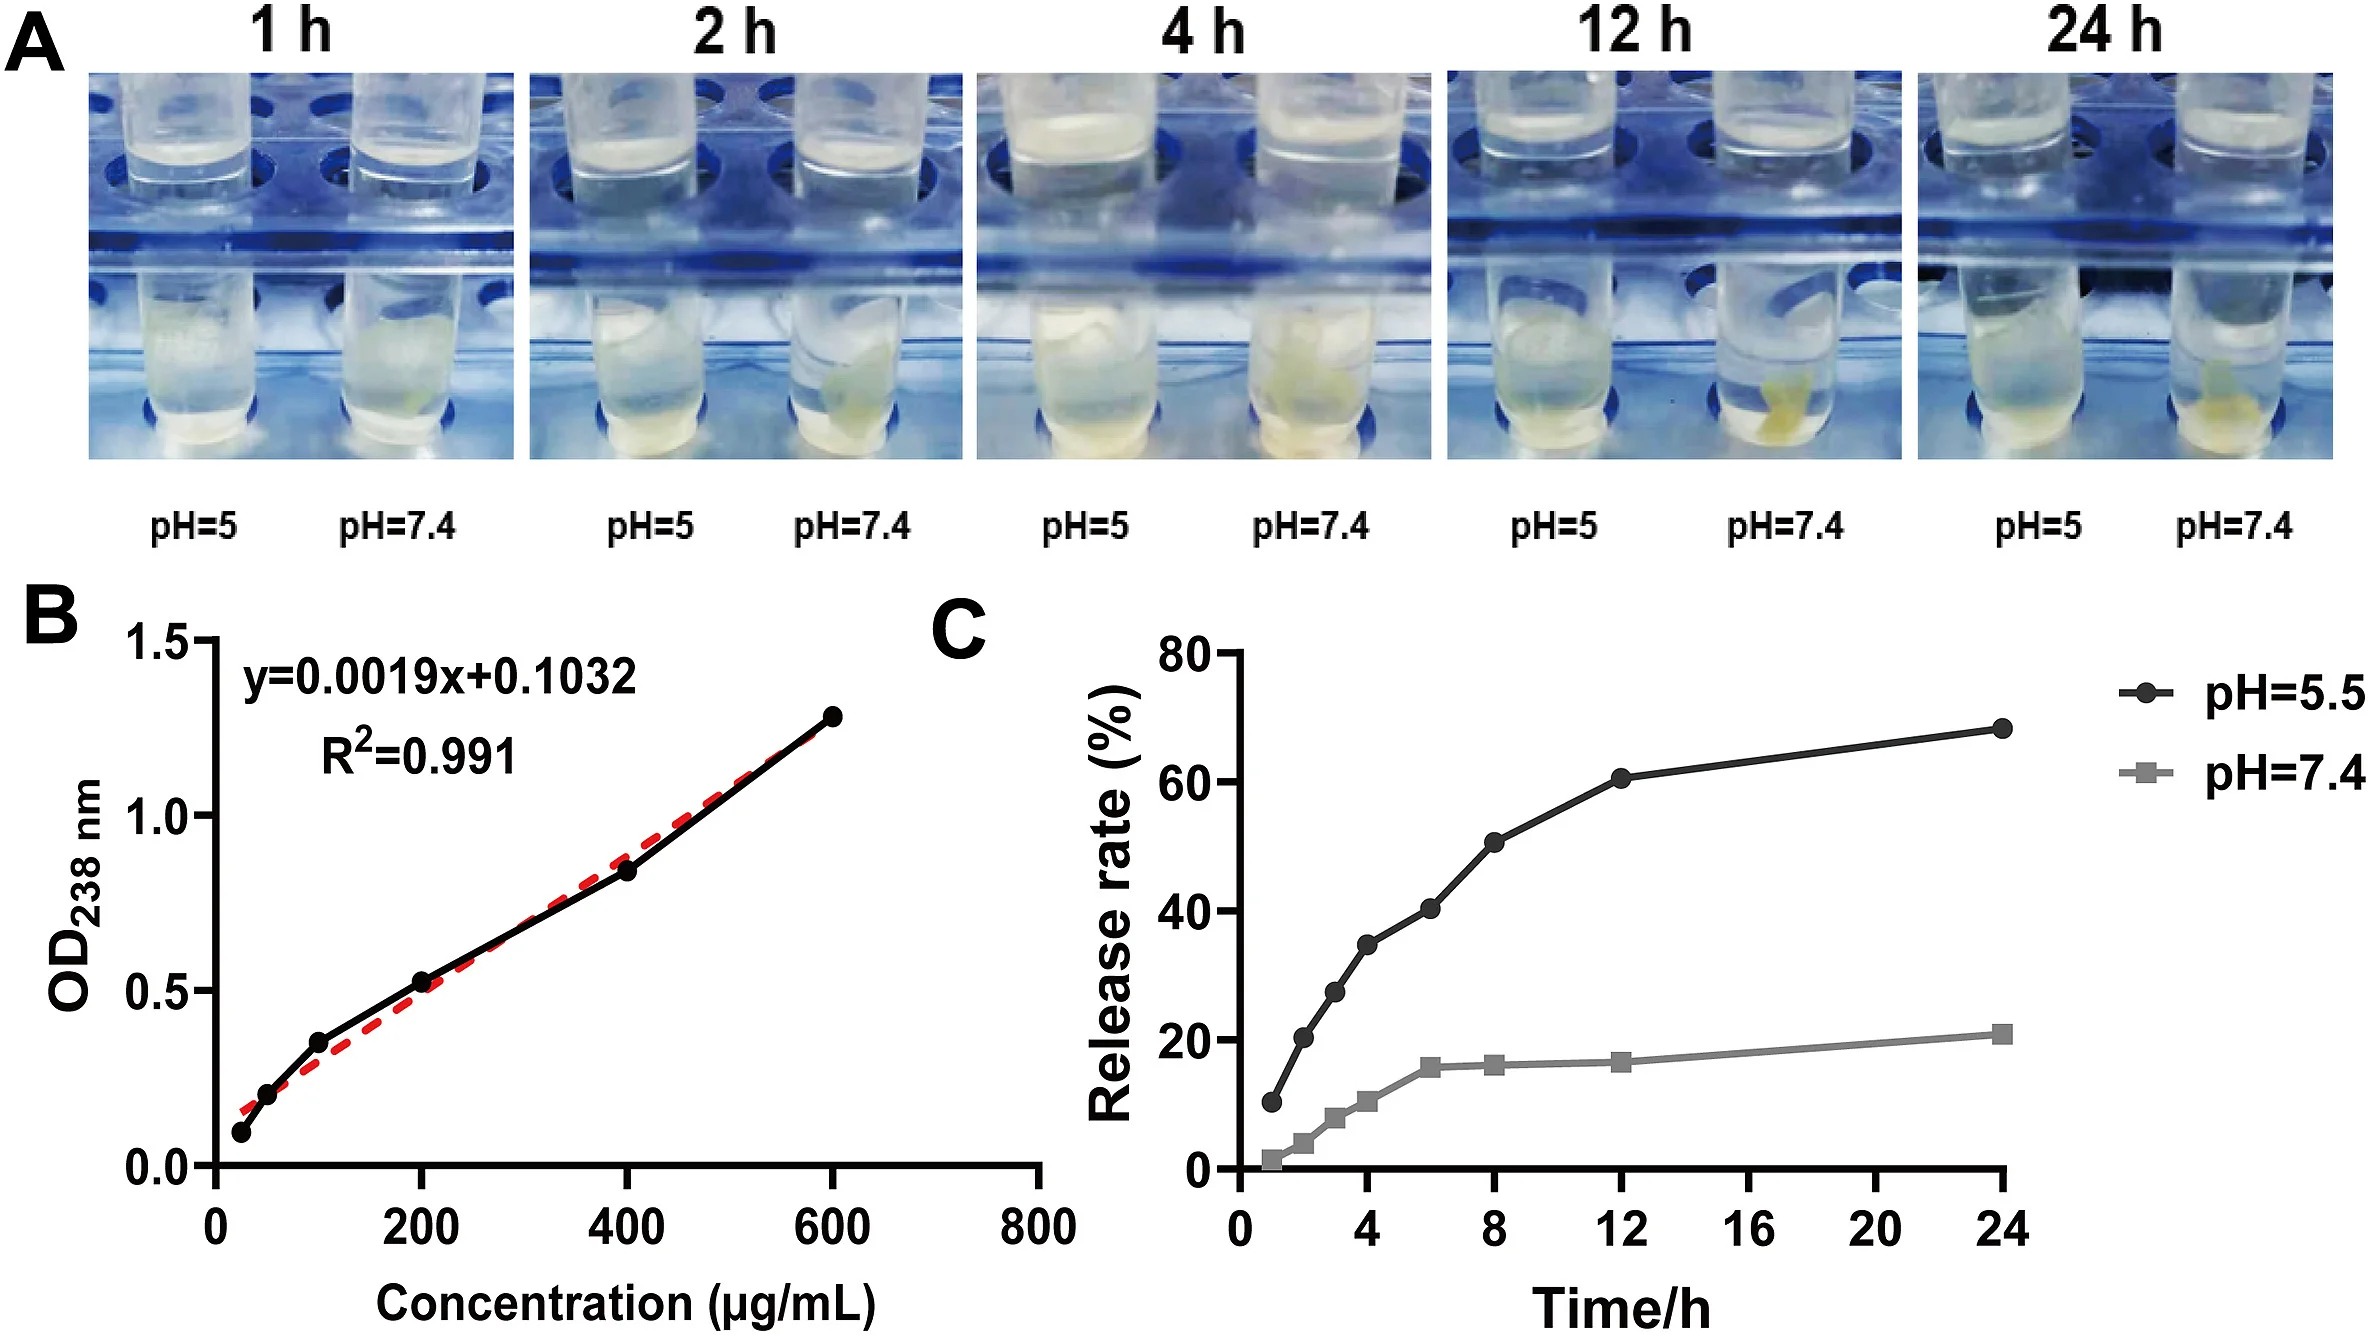 A
1 h 2 h 4 h 12 h 24 h
pH=5 pH=7.4 pH=5 pH=7.4 pH=5 pH=7.4 pH=5 pH=7.4 pH=5 pH=7.4
B
1.5
1.0
0.5
0.0
OD238 nm
y=0.0019x+0.1032
R²=0.991
0 200 400 600 800
Concentration (μg/mL)
C
80
60
40
20
0
Release rate (%)
pH=5.5
pH=7.4
0 4 8 12 16 20 24
Time/h